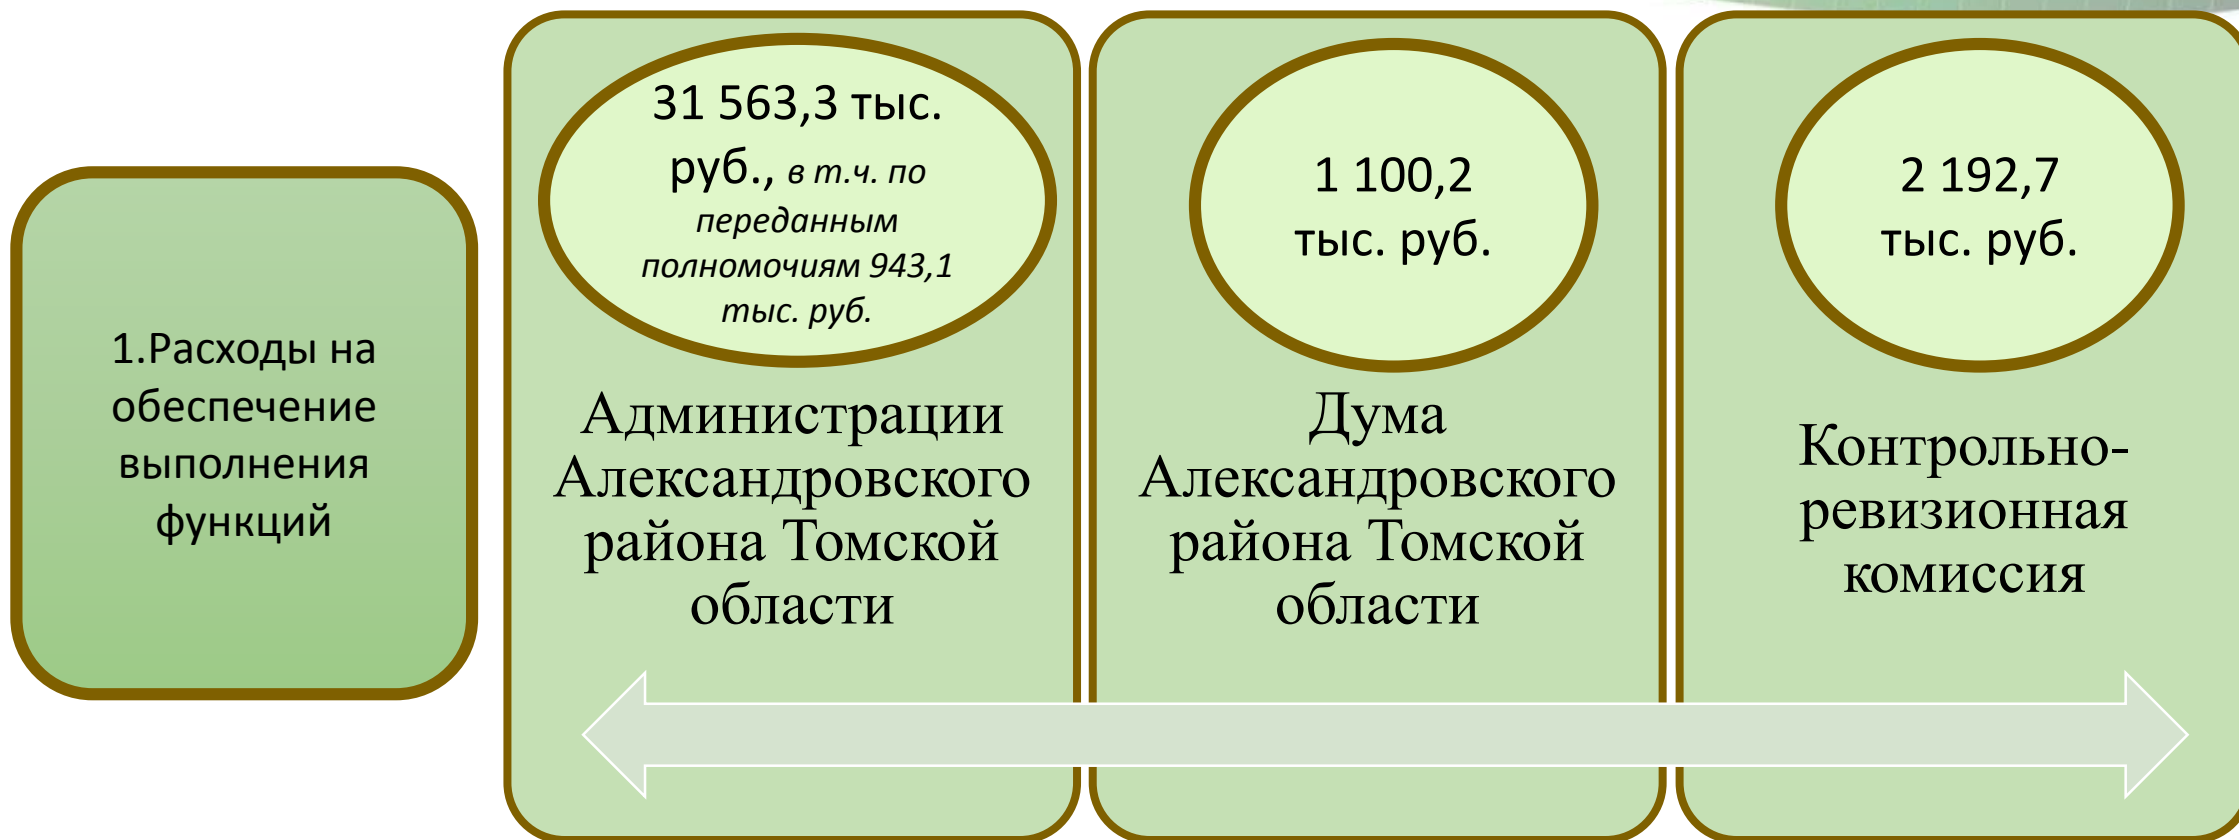 1.Расходы на
обеспечение
выполнения
функций
31 563,3 тыс.
руб., в т.ч. по
переданным
полномочиям 943,1
тыс. руб.
Администрации
Александровского
района Томской
области
1 100,2
тыс. руб.
Дума
Александровского
района Томской
области
2 192,7
тыс. руб.
Контрольно-
ревизионная
комиссия